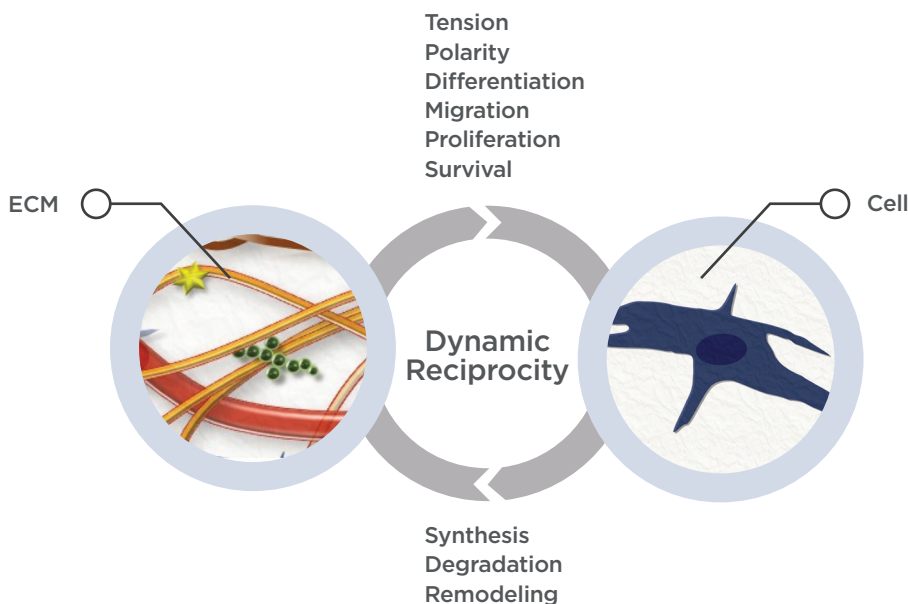 Tension
Polarity
Differentiation
Migration
Proliferation
Survival
ECM
Cell
Dynamic
Reciprocity
Synthesis
Degradation
Remodeling